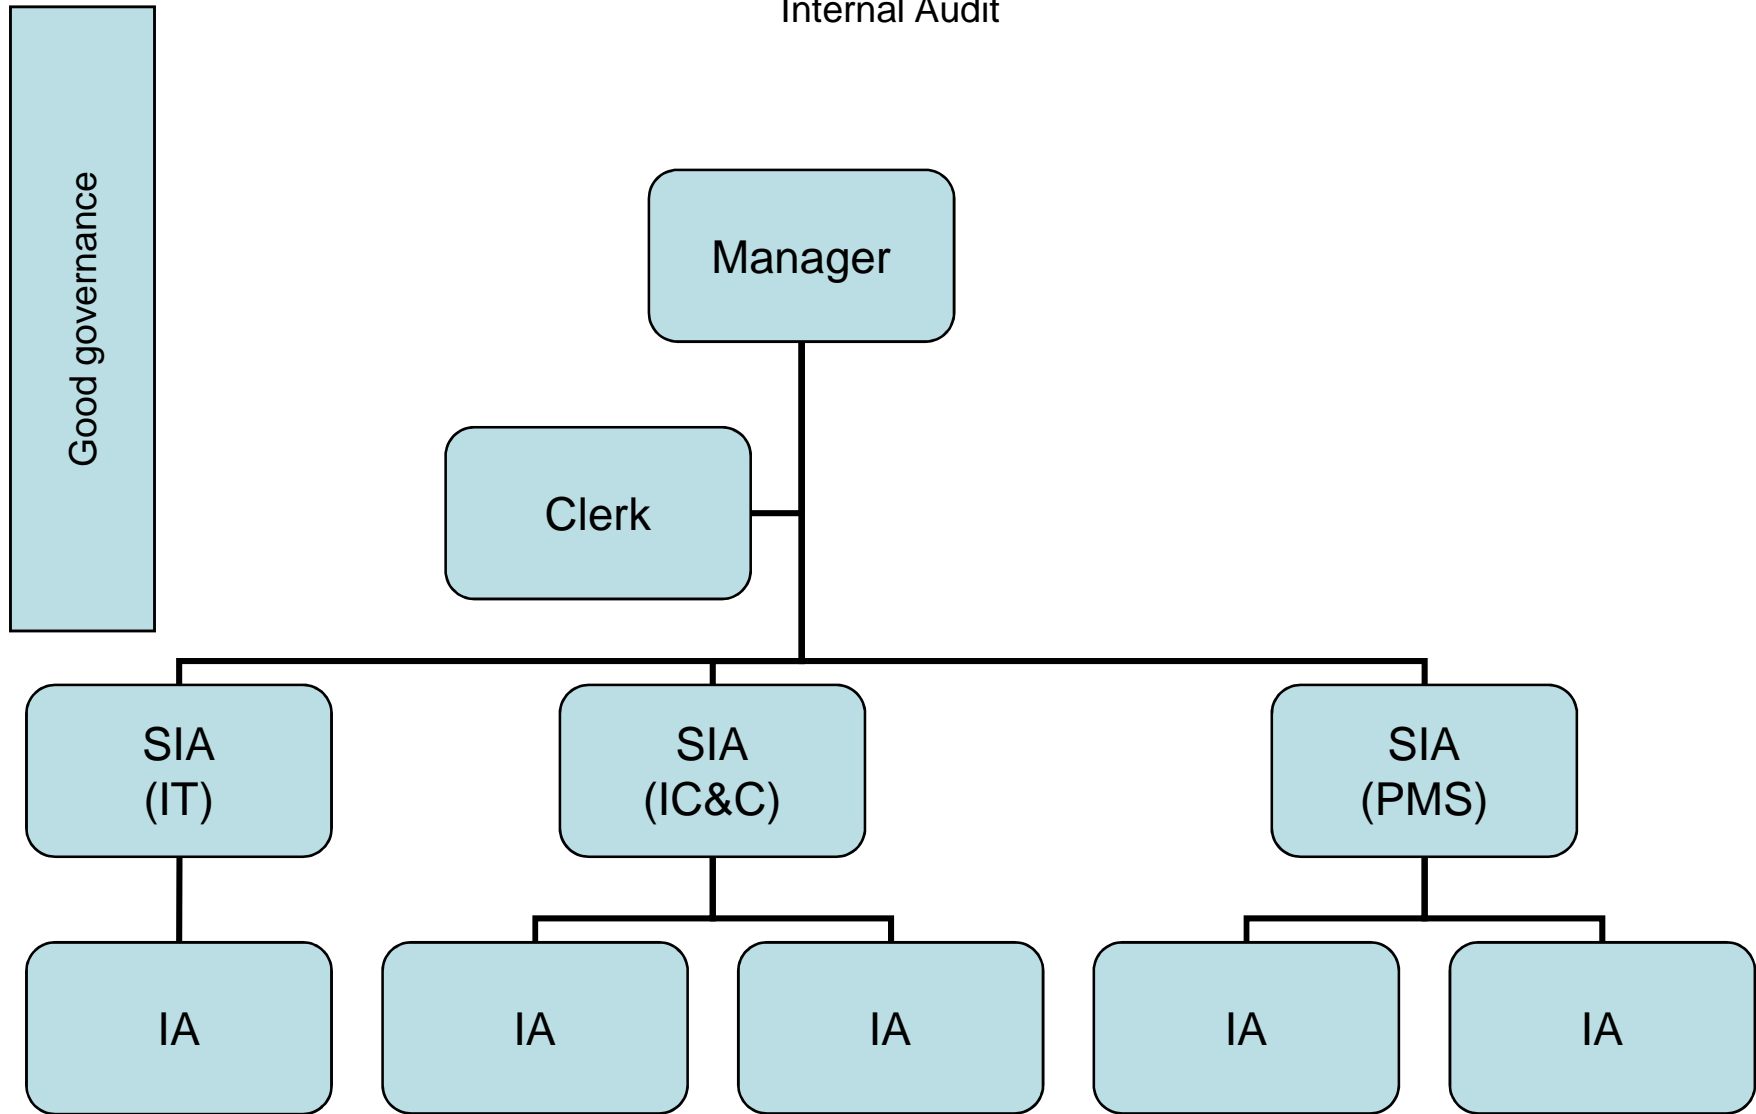 Internal Audit
Good governance
Manager
Clerk
SIA
(IT)
SIA
(IC&C)
SIA
(PMS)
IA
IA
IA
IA
IA